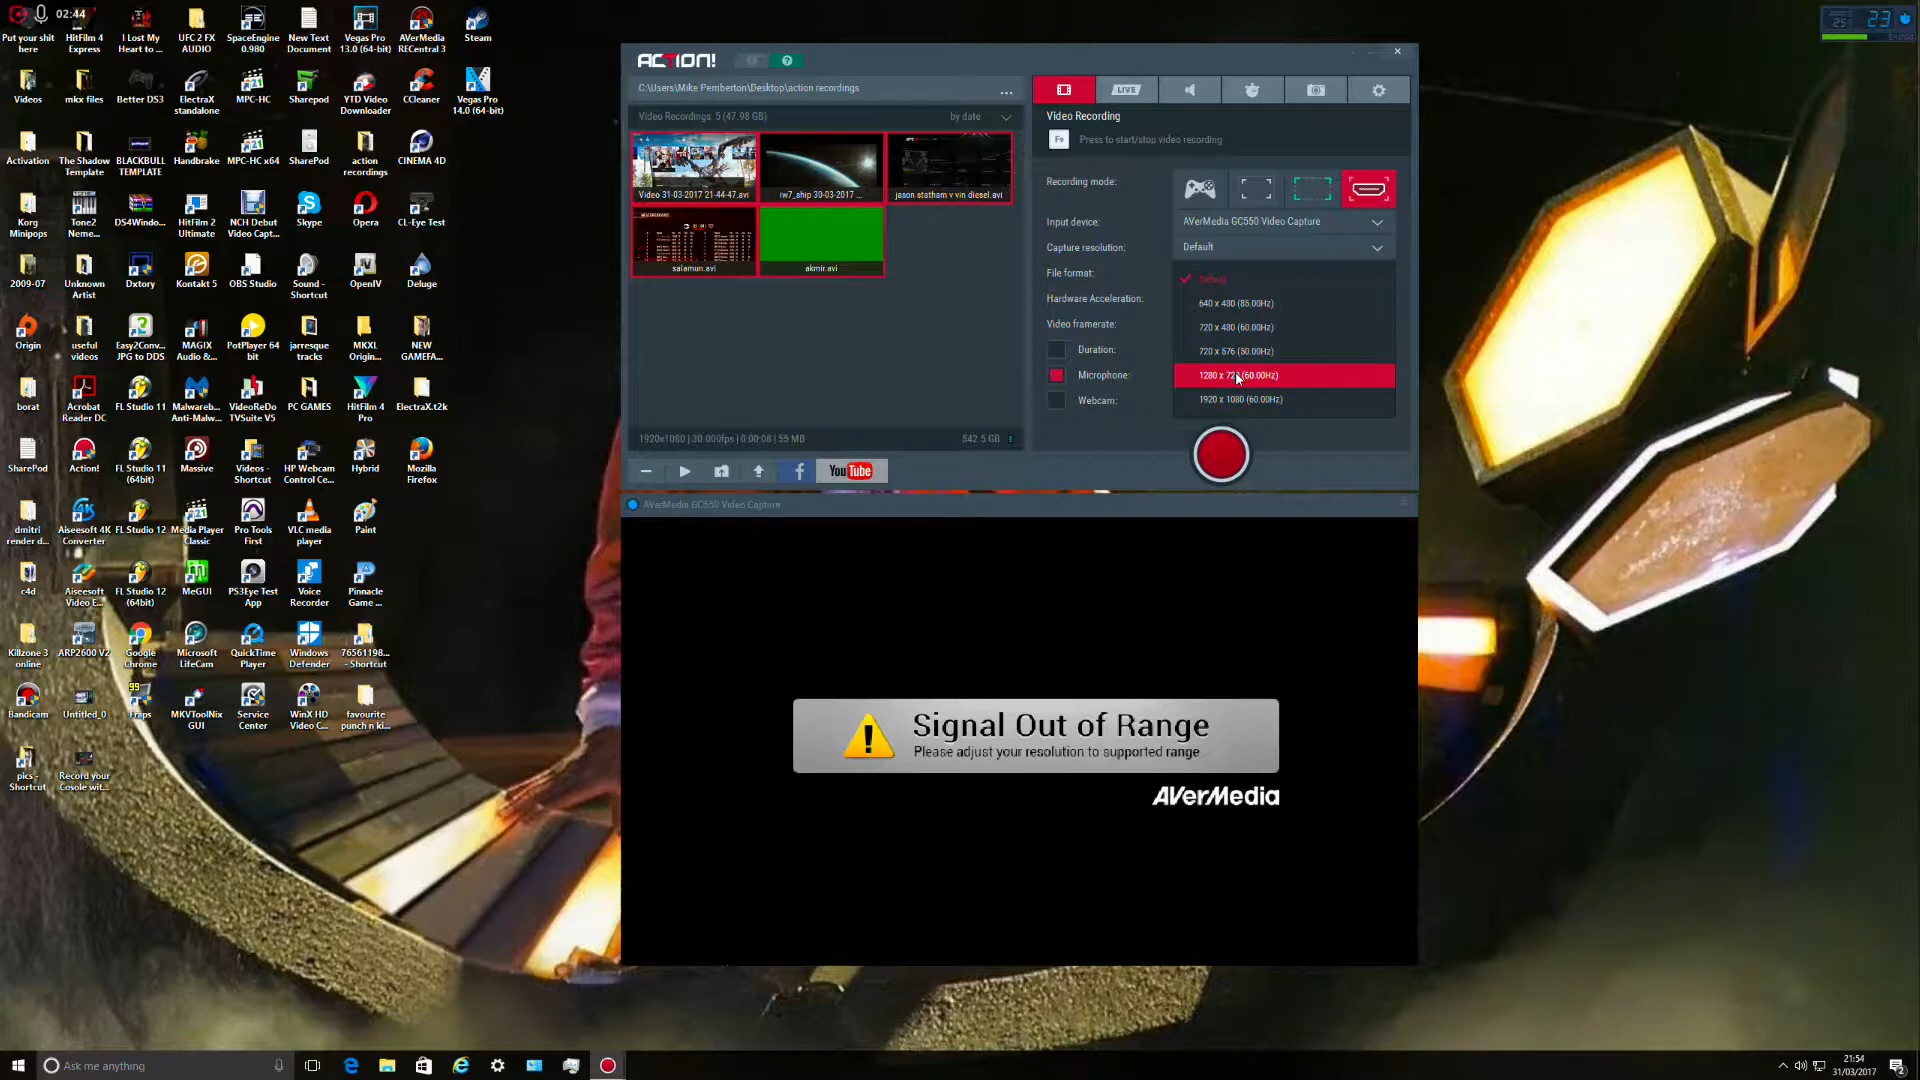 02:44
Put your shit here
HitFilm 4 Express
I Lost My Heart to ...
UFC 2 FX AUDIO
SpaceEngine 0.980
New Text Document
Vegas Pro 13.0 (64-bit)
AVerMedia RECentral 3
Steam
Videos
mkx files
Better DS3
ElectraX standalone
MPC-HC
Sharepod
YTD Video Downloader
CCleaner
Vegas Pro 14.0 (64-bit)
Activation
The Shadow Template
BLACKBULL TEMPLATE
Handbrake
MPC-HC x64
SharePod
action recordings
CINEMA 4D
Korg Minipops
Tone2 Neme...
DS4Windo...
HitFilm 2 Ultimate
NCH Debut Video Capt...
Skype
Opera
CL-Eye Test
2009-07
Unknown Artist
Dxtory
Kontakt 5
OBS Studio
Sound - Shortcut
OpenIV
Deluge
Origin
useful videos
Easy2Conv... JPG to DDS
MAGIX Audio &...
PotPlayer 64 bit
jarresque tracks
MKXL Origin...
NEW GAMEFA...
borat
Acrobat Reader DC
FL Studio 11
Malwareb... Anti-Malw...
VideoReDo TVSuite V5
PC GAMES
HitFilm 4 Pro
ElectraX.t2k
SharePod
Action!
FL Studio 11 (64bit)
Massive
Videos - Shortcut
HP Webcam Control Ce...
Hybrid
Mozilla Firefox
dmitri render d...
Aiseesoft 4K Converter
FL Studio 12
Media Player Classic
Pro Tools First
VLC media player
Paint
c4d
Aiseesoft Video E...
FL Studio 12 (64bit)
MeGUI
PS3Eye Test App
Voice Recorder
Pinnacle Game ...
Killzone 3 online
ARP2600 V2
Google Chrome
Microsoft LifeCam
QuickTime Player
Windows Defender
76561198... - Shortcut
Bandicam
Untitled_0
Fraps
MKVToolNix GUI
Service Center
WinX HD Video C...
favourite punch n ki...
pics - Shortcut
Record your Cosole wit...
ACTION!
C:\Users\Mike Pemberton\Desktop\action recordings
...
Video Recordings: 5 (47.98 GB)
by date
Video 31-03-2017 21-44-47.avi
iw7_ship 30-03-2017 ...
jason statham v vin diesel.avi
salamun.avi
akmir.avi
1920x1080 | 30.000fps | 0:00:08 | 55 MB
542.5 GB
YouTube
LIVE
Video Recording
Press to start/stop video recording
Recording mode:
Input device:
AVerMedia GC550 Video Capture
Capture resolution:
Default
File format:
Default
Hardware Acceleration:
640 x 480 (85.00Hz)
Video framerate:
720 x 480 (60.00Hz)
Duration:
720 x 576 (50.00Hz)
Microphone:
1280 x 720 (60.00Hz)
Webcam:
1920 x 1080 (60.00Hz)
AVerMedia GC550 Video Capture
Signal Out of Range
Please adjust your resolution to supported range
AVerMedia
25
23
Ask me anything
21:54
31/03/2017